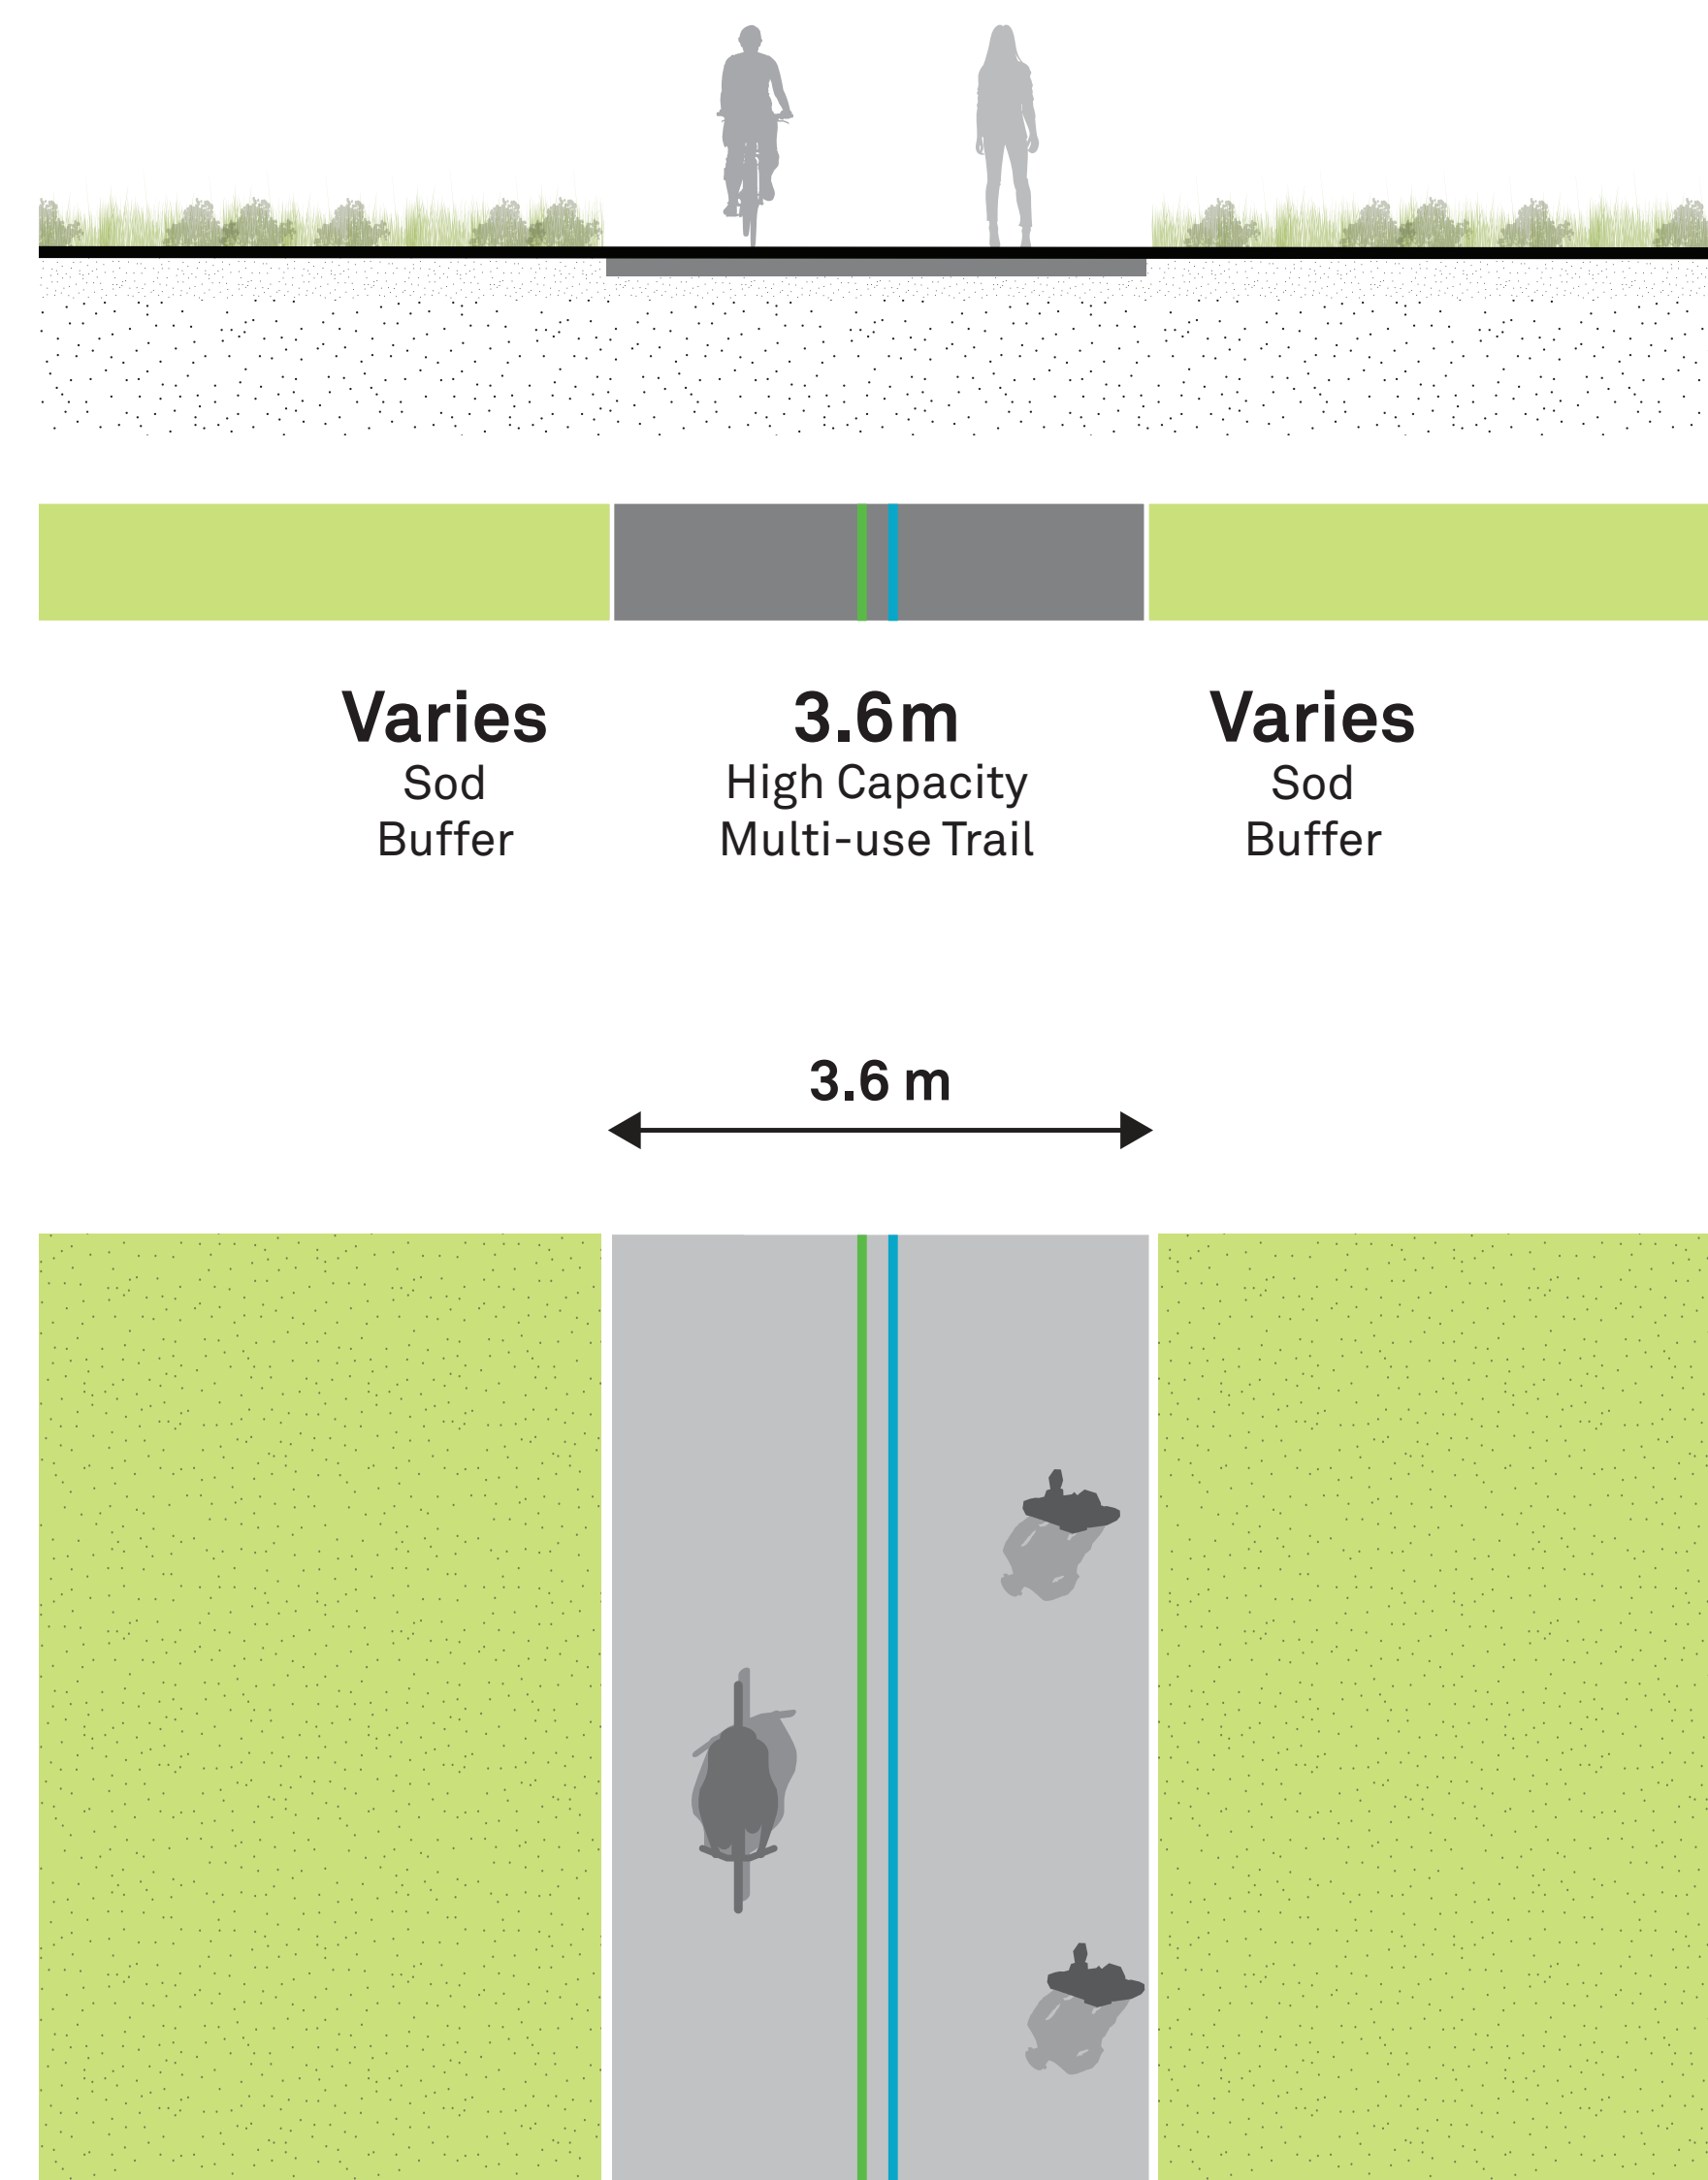 Varies
Sod
Buffer
3.6m
High Capacity
Multi-use Trail
Varies
Sod
Buffer
3.6 m